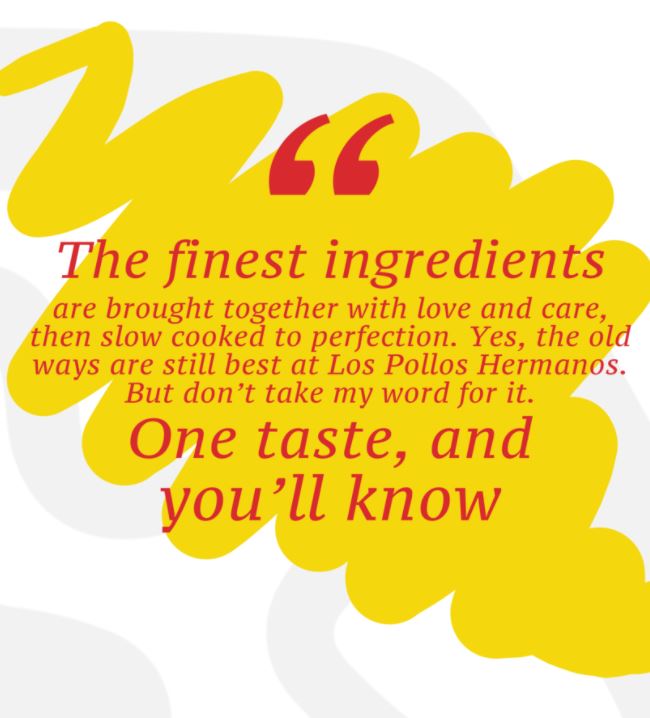 “
The finest ingredients
are brought together with love and care,
then slow cooked to perfection. Yes, the old
ways are still best at Los Pollos Hermanos.
But don’t take my word for it.
One taste, and
you’ll know